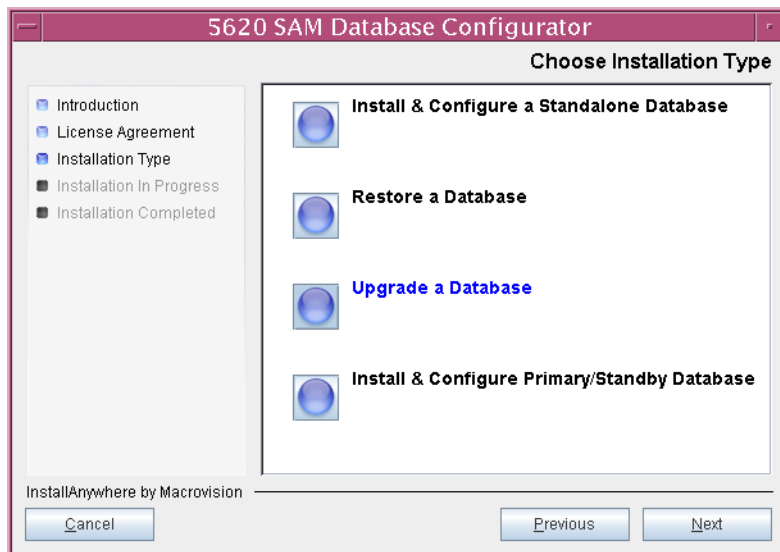 5620 SAM Database Configurator
Choose Installation Type
Introduction
License Agreement
Installation Type
Installation In Progress
Installation Completed
Install & Configure a Standalone Database
Restore a Database
Upgrade a Database
Install & Configure Primary/Standby Database
InstallAnywhere by Macrovision
Cancel
Previous
Next